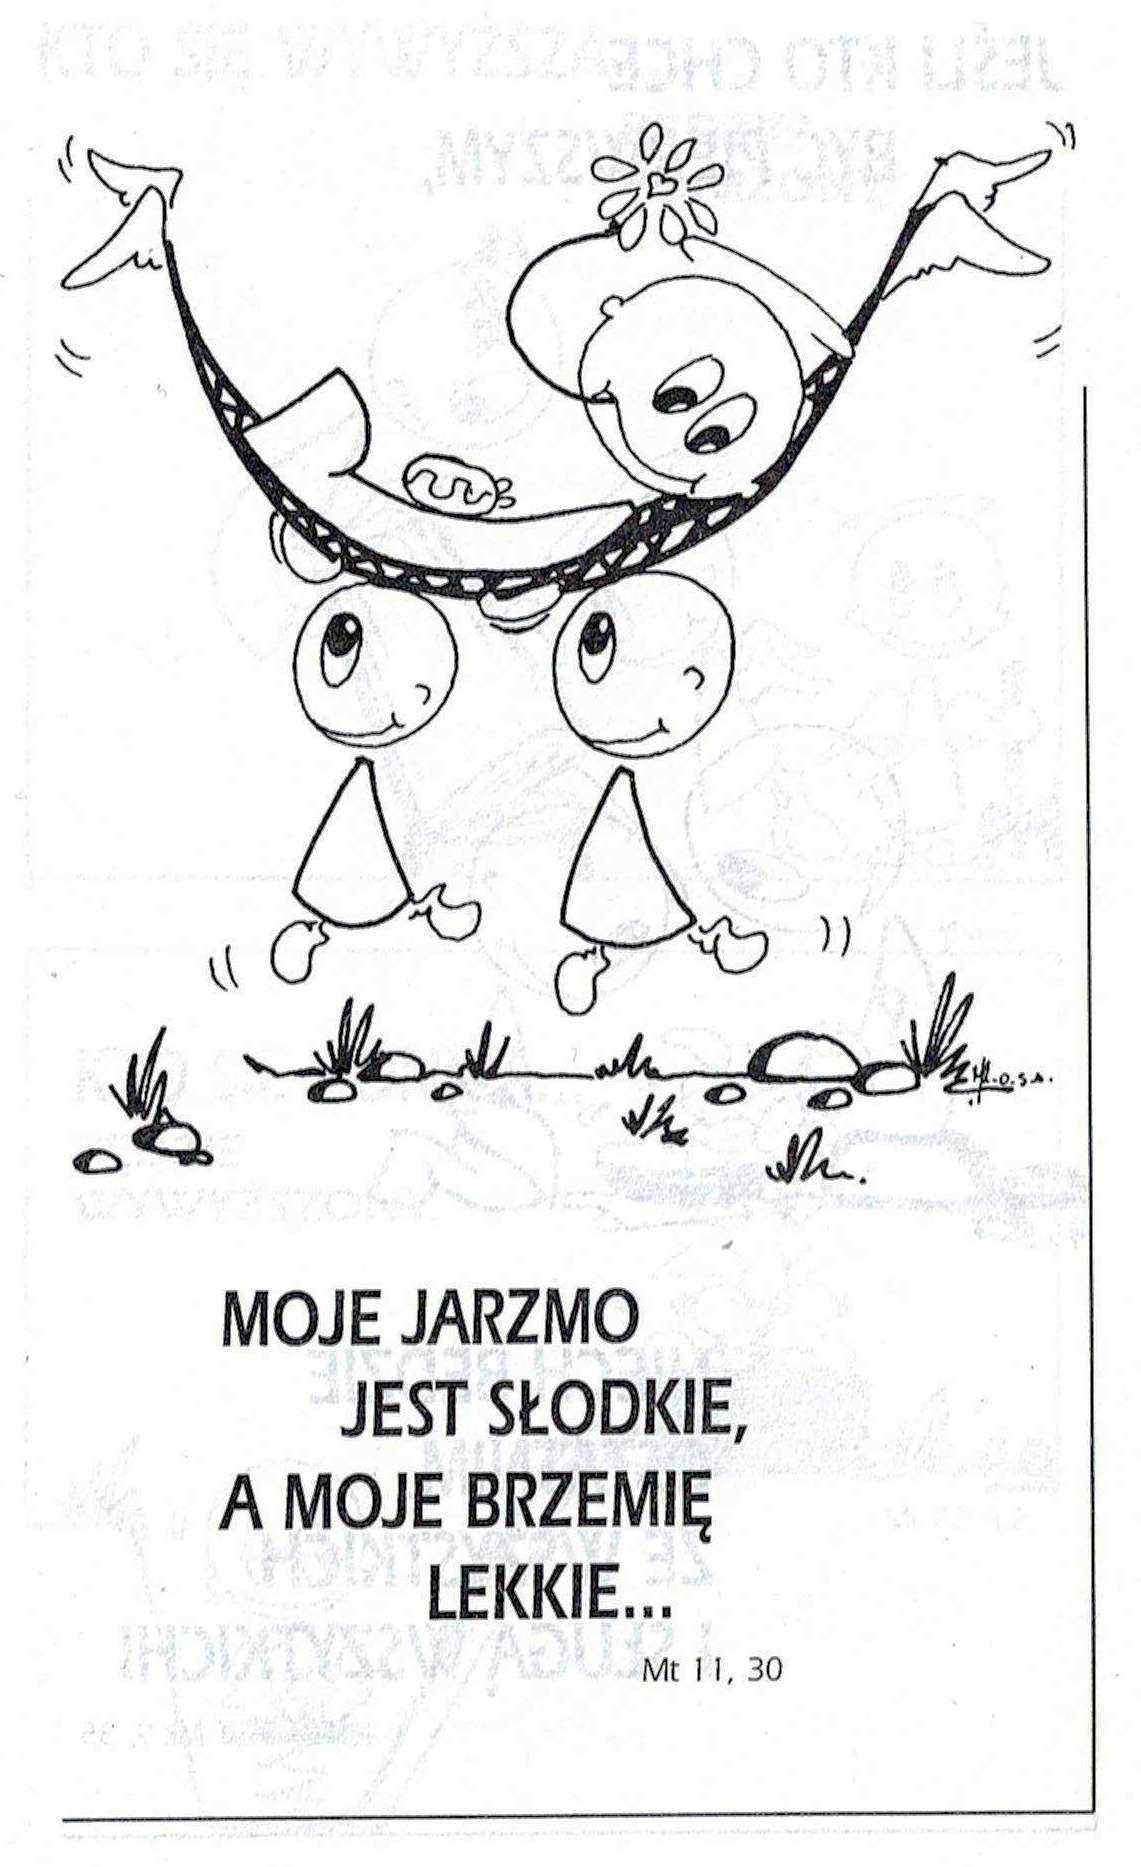 MOJE JARZMO
JEST SŁODKIE,
A MOJE BRZEMIĘ
LEKKIE...
Mt 11, 30